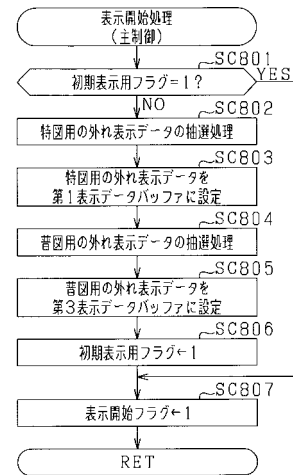 表示開始処理
(主制御)
SC801
初期表示用フラグ=1?
YES
NO
SC802
特図用の外れ表示データの抽選処理
SC803
特図用の外れ表示データを
第1表示データバッファに設定
SC804
普図用の外れ表示データの抽選処理
SC805
普図用の外れ表示データを
第3表示データバッファに設定
SC806
初期表示用フラグ←1
SC807
表示開始フラグ←1
RET